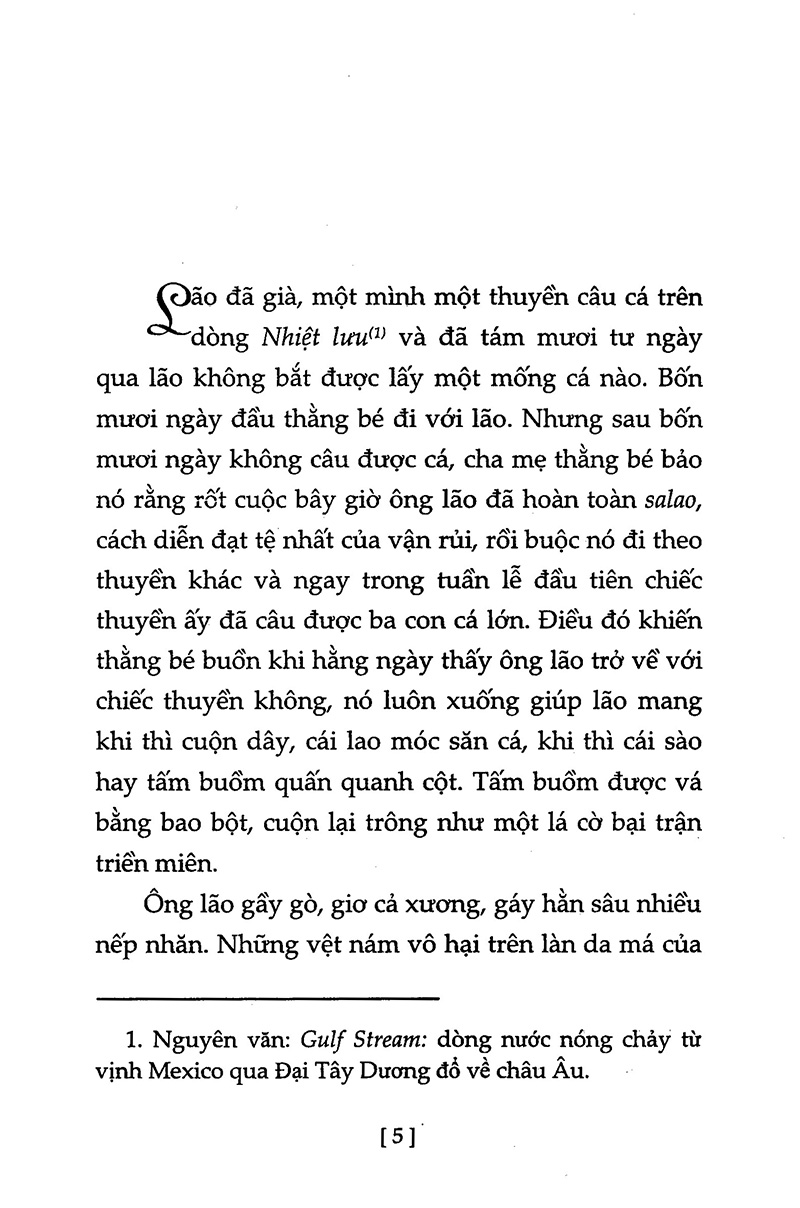 Lão đã già, một mình một thuyền câu cá trên
dòng Nhiệt lưu(1) và đã tám mươi tư ngày
qua lão không bắt được lấy một mống cá nào. Bốn
mươi ngày đầu thằng bé đi với lão. Nhưng sau bốn
mươi ngày không câu được cá, cha mẹ thằng bé bảo
nó rằng rốt cuộc bây giờ ông lão đã hoàn toàn salao,
cách diễn đạt tệ nhất của vận rủi, rồi buộc nó đi theo
thuyền khác và ngay trong tuần lễ đầu tiên chiếc
thuyền ấy đã câu được ba con cá lớn. Điều đó khiến
thằng bé buồn khi hằng ngày thấy ông lão trở về với
chiếc thuyền không, nó luôn xuống giúp lão mang
khi thì cuộn dây, cái lao móc săn cá, khi thì cái sào
hay tấm buồm quấn quanh cột. Tấm buồm được vá
bằng bao bột, cuộn lại trông như một lá cờ bại trận
triền miên.
Ông lão gầy gò, giơ cả xương, gáy hằn sâu nhiều
nếp nhăn. Những vệt nám vô hại trên làn da má của
1. Nguyên văn: Gulf Stream: dòng nước nóng chảy từ
vịnh Mexico qua Đại Tây Dương đổ về châu Âu.
[ 5 ]